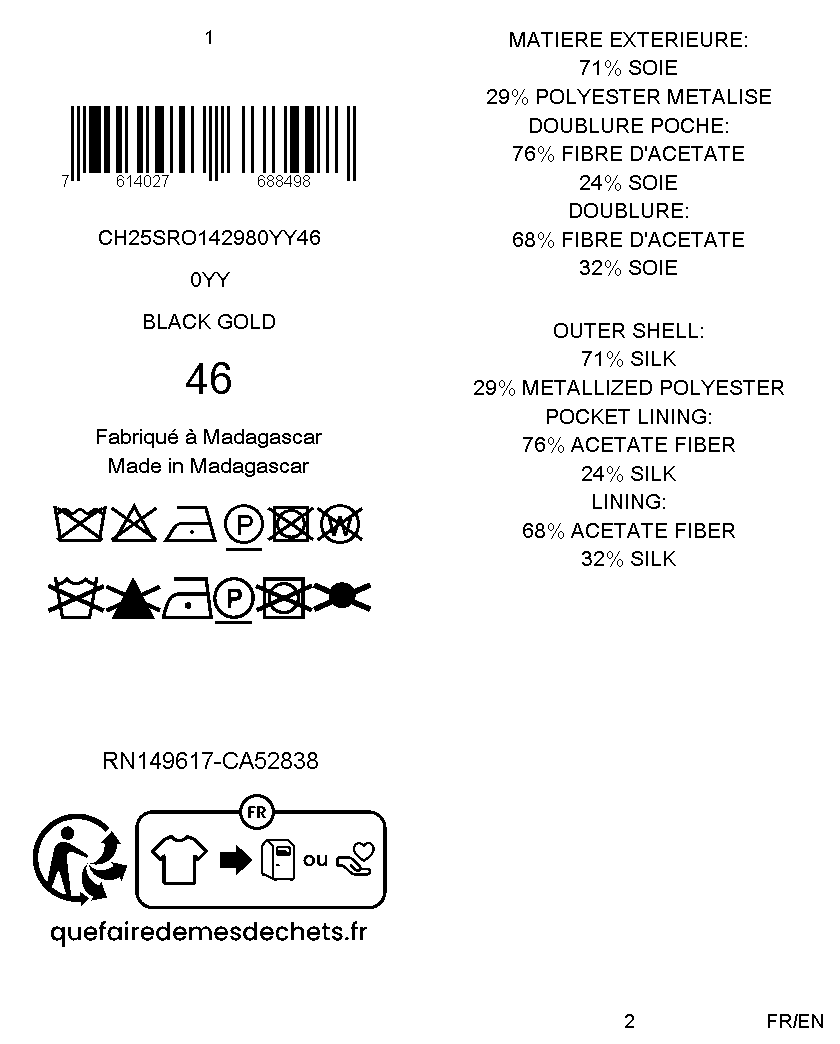 1
7 614027 688498
CH25SRO142980YY46
0YY
BLACK GOLD
46
Fabriqué à Madagascar
Made in Madagascar
P W
P
RN149617-CA52838
FR
ou
quefairedemesdechets.fr
MATIERE EXTERIEURE:
71% SOIE
29% POLYESTER METALISE
DOUBLURE POCHE:
76% FIBRE D'ACETATE
24% SOIE
DOUBLURE:
68% FIBRE D'ACETATE
32% SOIE
OUTER SHELL:
71% SILK
29% METALLIZED POLYESTER
POCKET LINING:
76% ACETATE FIBER
24% SILK
LINING:
68% ACETATE FIBER
32% SILK
2
FR/EN